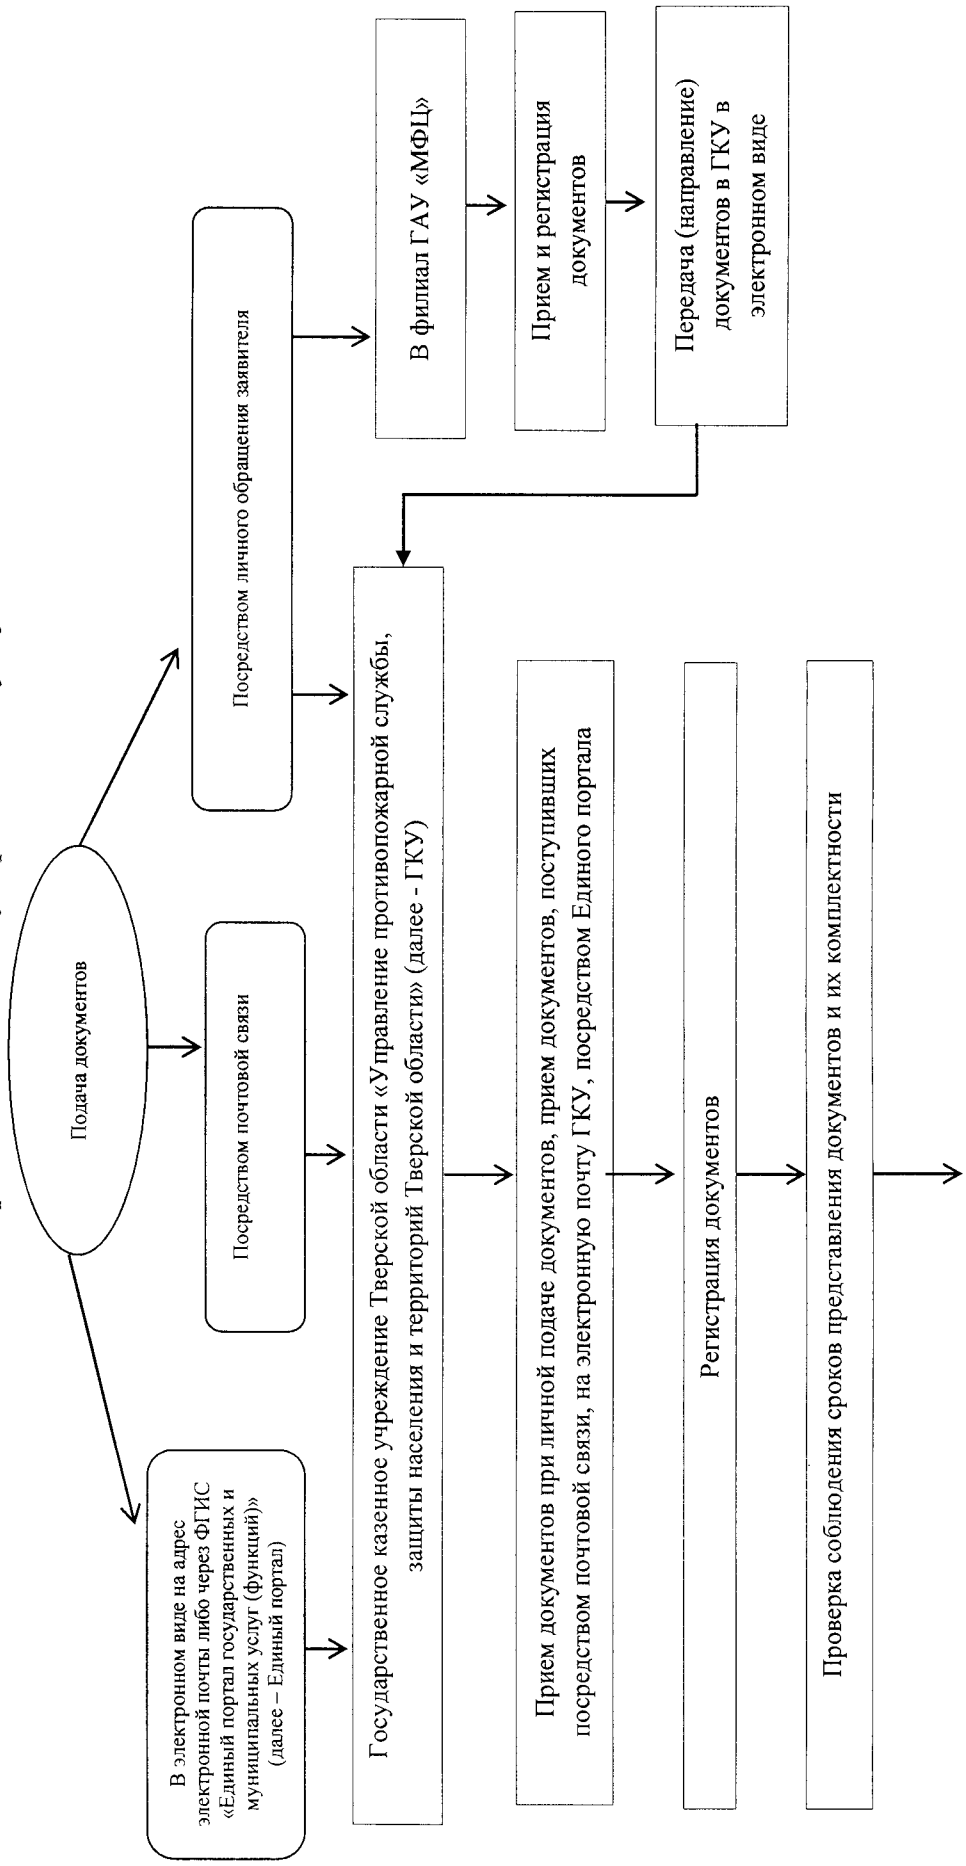 Подача документов
В электронном виде на адрес
электронной почты либо через ФГИС
«Единый портал государственных и
муниципальных услуг (функций)»
(далее – Единый портал)
Посредством почтовой связи
Посредством личного обращения заявителя
Государственное казенное учреждение Тверской области «Управление противопожарной службы,
защиты населения и территорий Тверской области» (далее - ГКУ)
В филиал ГАУ «МФЦ»
Прием и регистрация
документов
Передача (направление)
документов в ГКУ в
электронном виде
Прием документов при личной подаче документов, прием документов, поступивших
посредством почтовой связи, на электронную почту ГКУ, посредством Единого портала
Регистрация документов
Проверка соблюдения сроков представления документов и их комплектности